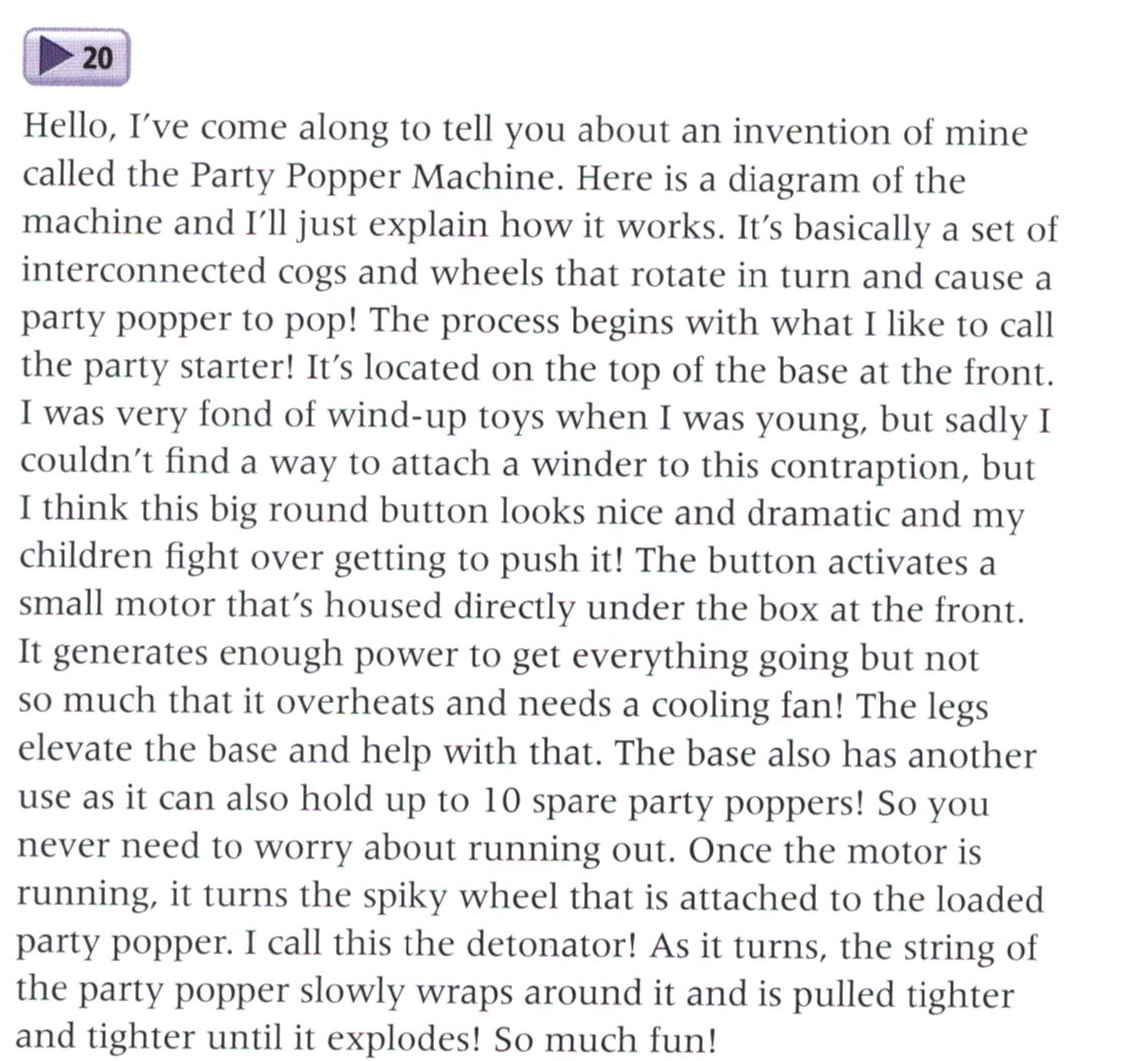 20
Hello, I've come along to tell you about an invention of mine
called the Party Popper Machine. Here is a diagram of the
machine and I'll just explain how it works. It's basically a set of
interconnected cogs and wheels that rotate in turn and cause a
party popper to pop! The process begins with what I like to call
the party starter! It's located on the top of the base at the front.
I was very fond of wind-up toys when I was young, but sadly I
couldn't find a way to attach a winder to this contraption, but
I think this big round button looks nice and dramatic and my
children fight over getting to push it! The button activates a
small motor that's housed directly under the box at the front.
It generates enough power to get everything going but not
so much that it overheats and needs a cooling fan! The legs
elevate the base and help with that. The base also has another
use as it can also hold up to 10 spare party poppers! So you
never need to worry about running out. Once the motor is
running, it turns the spiky wheel that is attached to the loaded
party popper. I call this the detonator! As it turns, the string of
the party popper slowly wraps around it and is pulled tighter
and tighter until it explodes! So much fun!